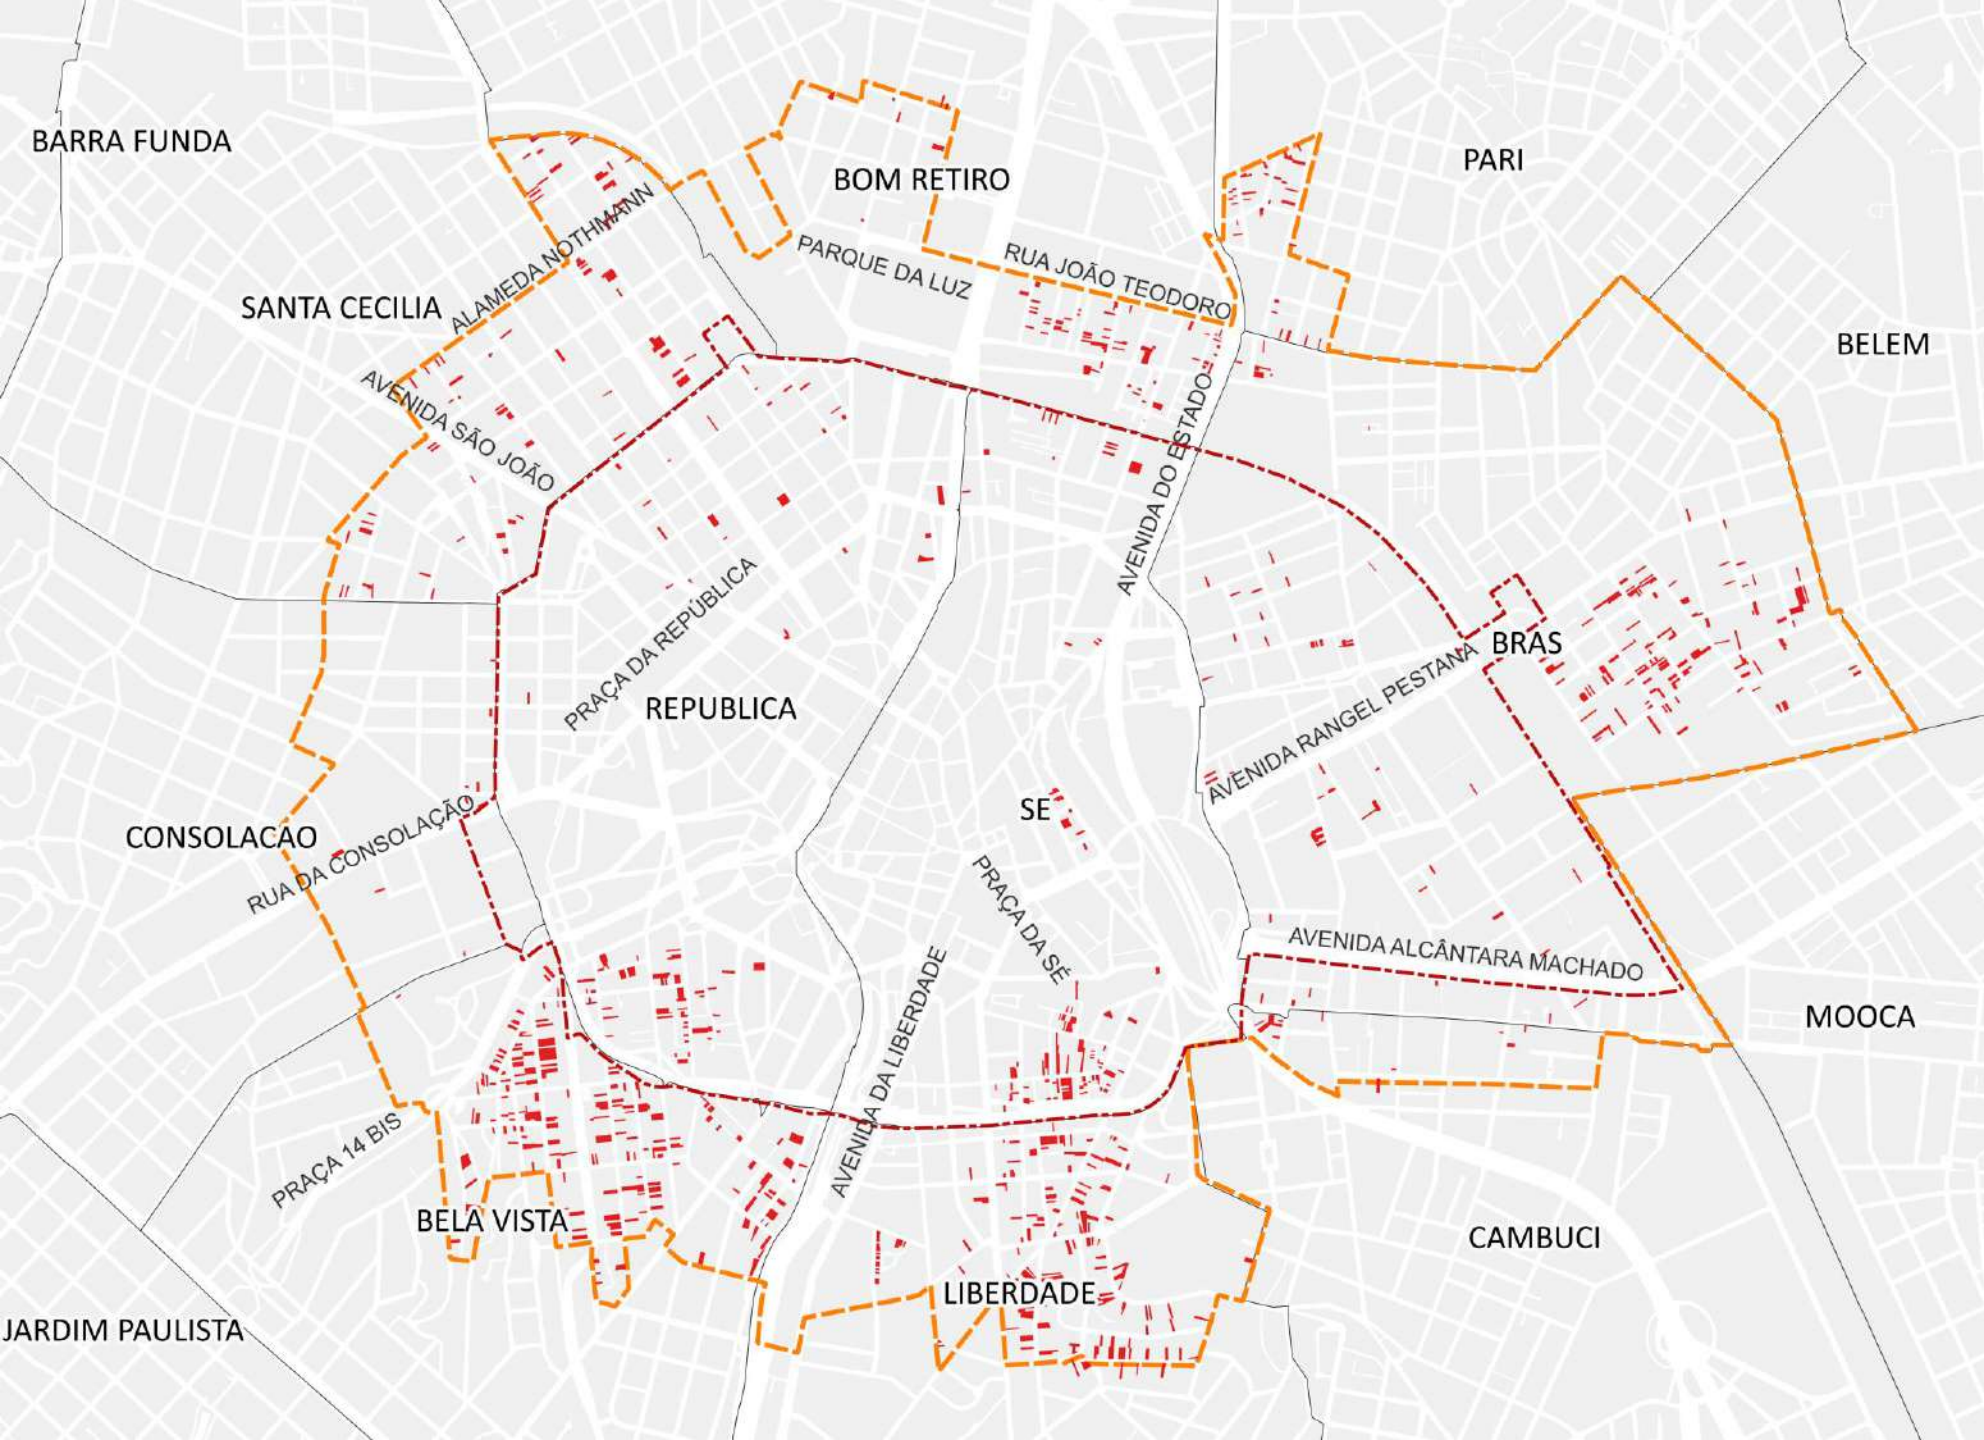 BARRA FUNDA
BOM RETIRO
PARI
ALAMEDA NOTHMANN
PARQUE DA LUZ
RUA JOÃO TEODORO
SANTA CECILIA
BELEM
AVENIDA SÃO JOÃO
AVENIDA DO ESTADO
PRAÇA DA REPÚBLICA
BRAS
AVENIDA RANGEL PESTANA
REPUBLICA
SE
CONSOLACAO
RUA DA CONSOLAÇÃO
PRAÇA DA SÉ
AVENIDA ALCÂNTARA MACHADO
MOOCA
AVENIDA DA LIBERDADE
PRAÇA 14 BIS
BELA VISTA
CAMBUCI
LIBERDADE
JARDIM PAULISTA